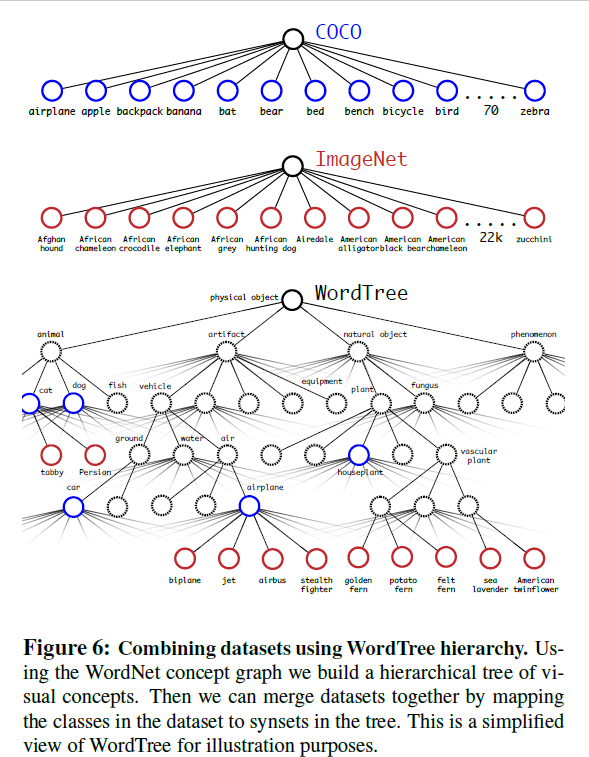 COCO
airplane apple backpack banana bat bear bed bench bicycle bird ..... 70 zebra
ImageNet
Afghan hound
African chameleon
African crocodile
African elephant
African grey
African hunting dog
Airedale
American alligator
American black bear
American chameleon
.....
22k
zucchini
WordTree
physical object
animal artifact natural object phenomenon
cat dog fish vehicle equipment plant fungus
ground water air vascular plant
tabby Persian houseplant
car airplane
biplane
jet
airbus
stealth fighter
golden fern
potato fern
felt fern
sea lavender
American twinflower
Figure 6: Combining datasets using WordTree hierarchy. Us-
ing the WordNet concept graph we build a hierarchical tree of vi-
sual concepts. Then we can merge datasets together by mapping
the classes in the dataset to synsets in the tree. This is a simplified
view of WordTree for illustration purposes.